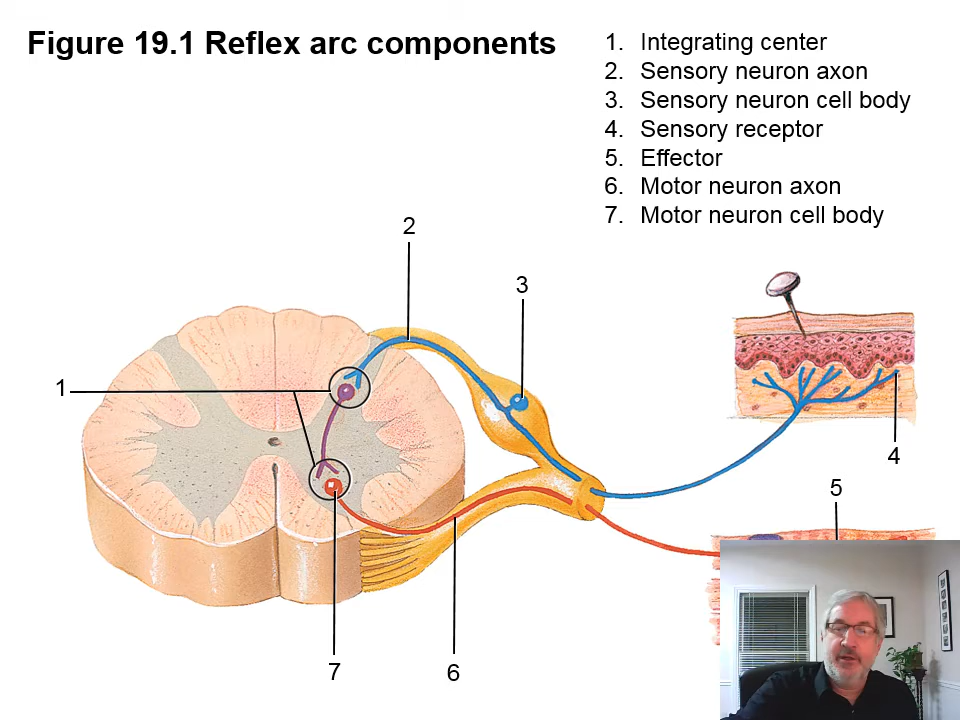 Figure 19.1 Reflex arc components
1. Integrating center
2. Sensory neuron axon
3. Sensory neuron cell body
4. Sensory receptor
5. Effector
6. Motor neuron axon
7. Motor neuron cell body
2
3
1
4
5
7
6